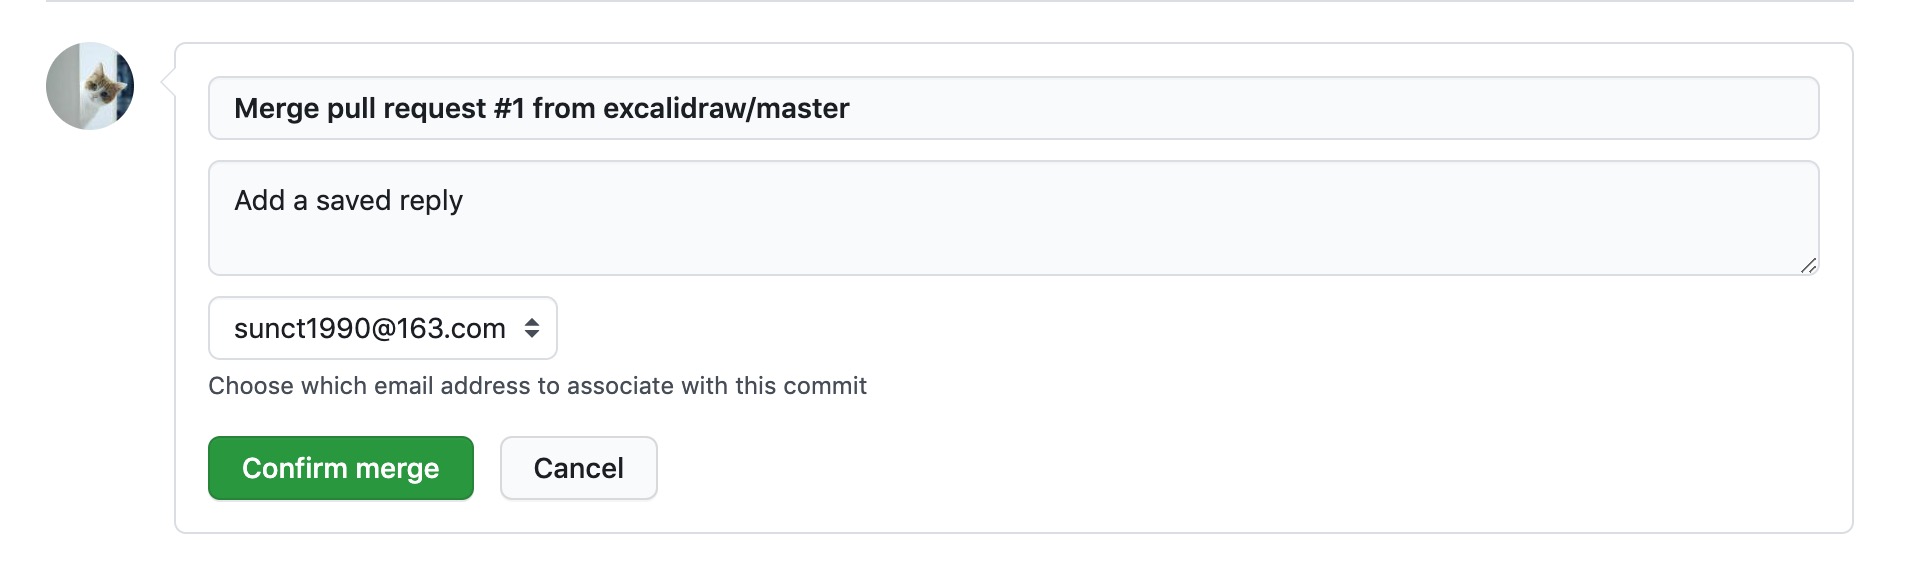 Merge pull request #1 from excalidraw/master
Add a saved reply
sunct1990@163.com
Choose which email address to associate with this commit
Confirm merge
Cancel